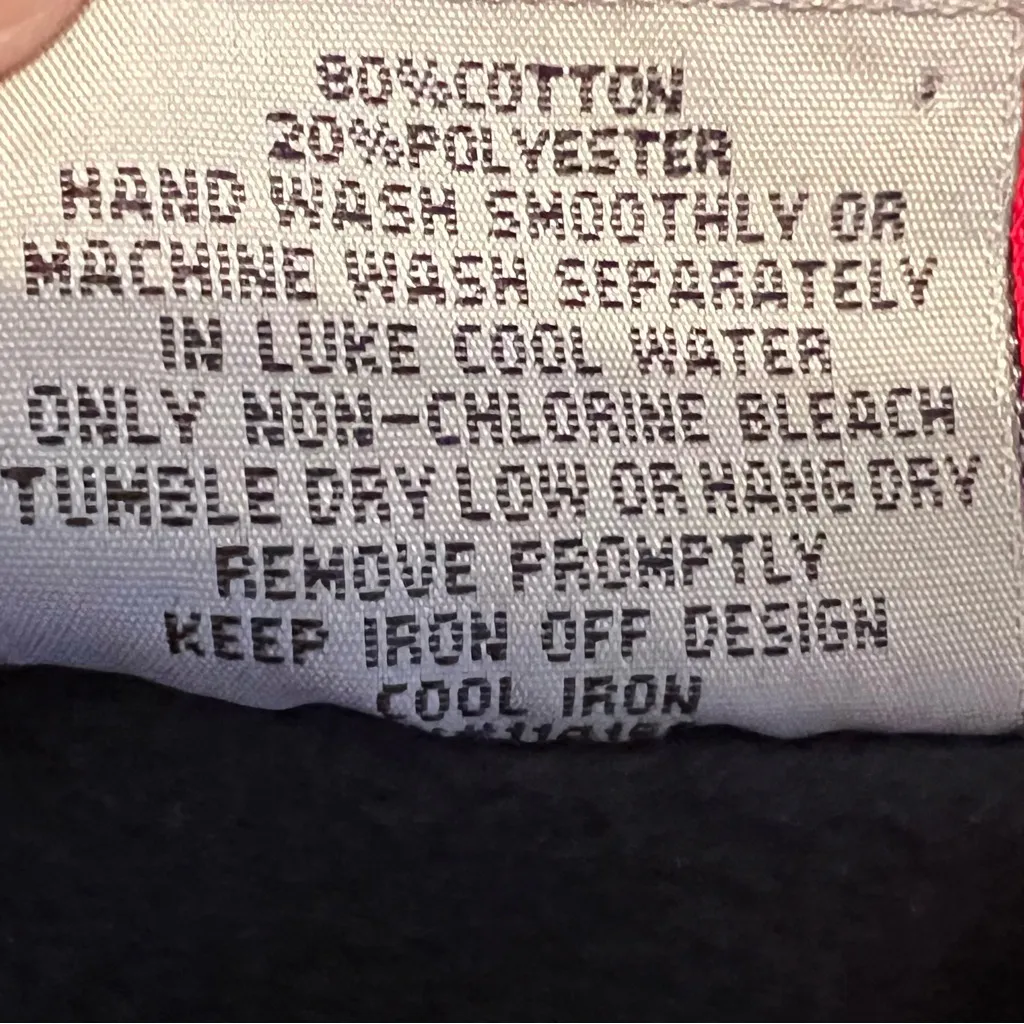 80%COTTON
20%POLYESTER
HAND WASH SMOOTHLY OR
MACHINE WASH SEPARATELY
IN LUKE COOL WATER
ONLY NON-CHLORINE BLEACH
TUMBLE DRY LOW OR HANG DRY
REMOVE PROMPTLY
KEEP IRON OFF DESIGN
COOL IRON